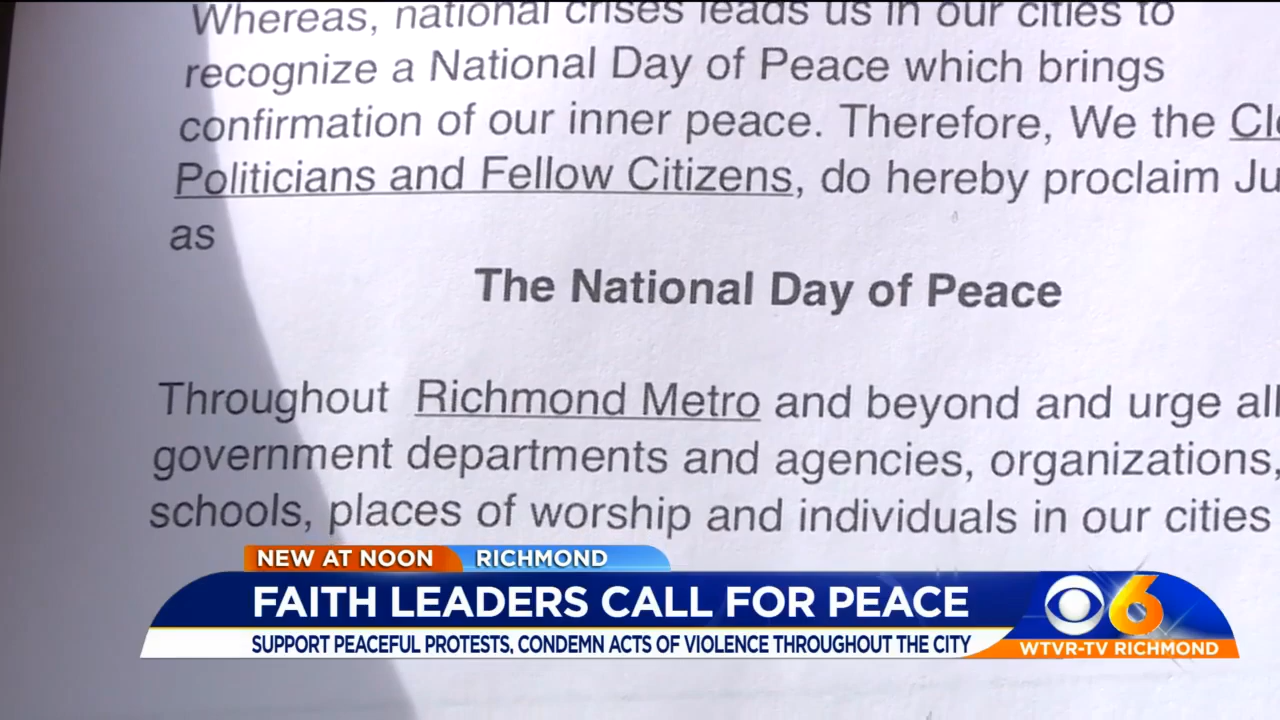 Whereas, national crises leads us in our cities to
recognize a National Day of Peace which brings
confirmation of our inner peace. Therefore, We the
Politicians and Fellow Citizens, do hereby proclaim
as
The National Day of Peace
Throughout Richmond Metro and beyond and urge all
government departments and agencies, organizations,
schools, places of worship and individuals in our cities
NEW AT NOON RICHMOND
FAITH LEADERS CALL FOR PEACE
SUPPORT PEACEFUL PROTESTS, CONDEMN ACTS OF VIOLENCE THROUGHOUT THE CITY
6
WTVR-TV RICHMOND